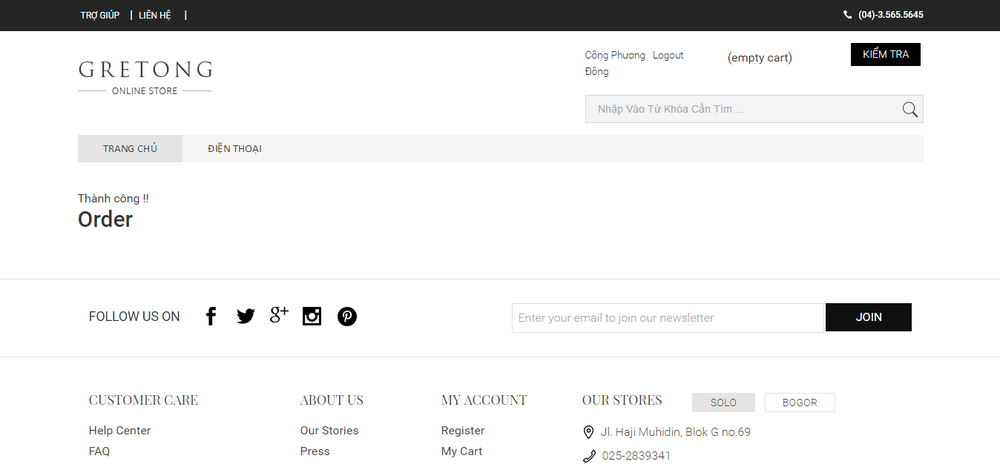 TRỢ GIÚP | LIÊN HỆ |
(04)-3.565.5645
GRETONG
ONLINE STORE
Công Phương Logout
Đông
(empty cart)
KIỂM TRA
Nhập Vào Từ Khóa Cần Tìm ...
TRANG CHỦ ĐIỆN THOẠI
Thành công !!
Order
FOLLOW US ON
Enter your email to join our newsletter
JOIN
CUSTOMER CARE
Help Center
FAQ
ABOUT US
Our Stories
Press
MY ACCOUNT
Register
My Cart
OUR STORES
SOLO
BOGOR
Jl. Haji Muhidin, Blok G no.69
025-2839341